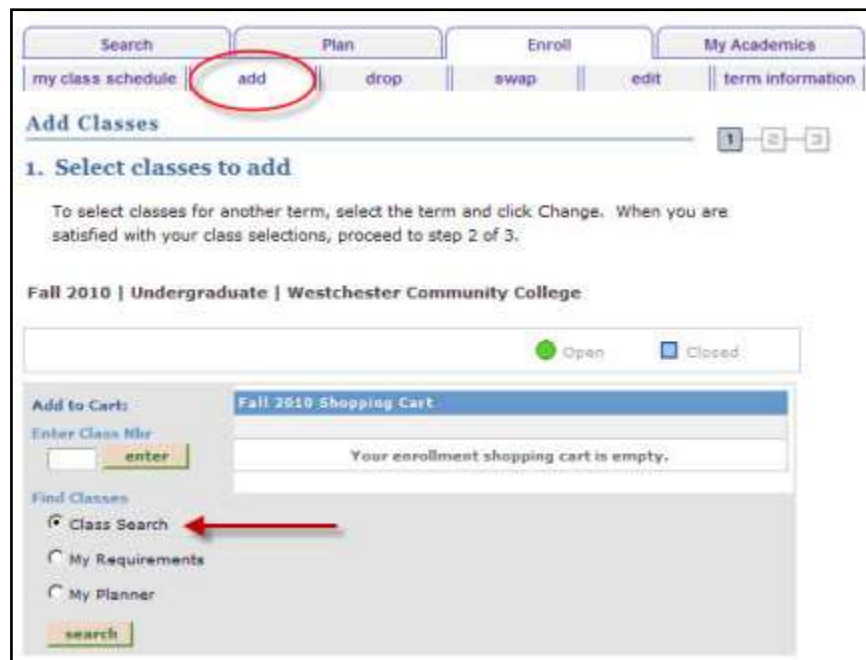 Search Plan Enroll My Academics
my class schedule add drop swap edit term information
Add Classes
1 2 3
1. Select classes to add
To select classes for another term, select the term and click Change. When you are
satisfied with your class selections, proceed to step 2 of 3.
Fall 2010 | Undergraduate | Westchester Community College
Open Closed
Add to Cart:
Fall 2010 Shopping Cart
Enter Class Nbr
enter
Your enrollment shopping cart is empty.
Find Classes
Class Search
My Requirements
My Planner
search